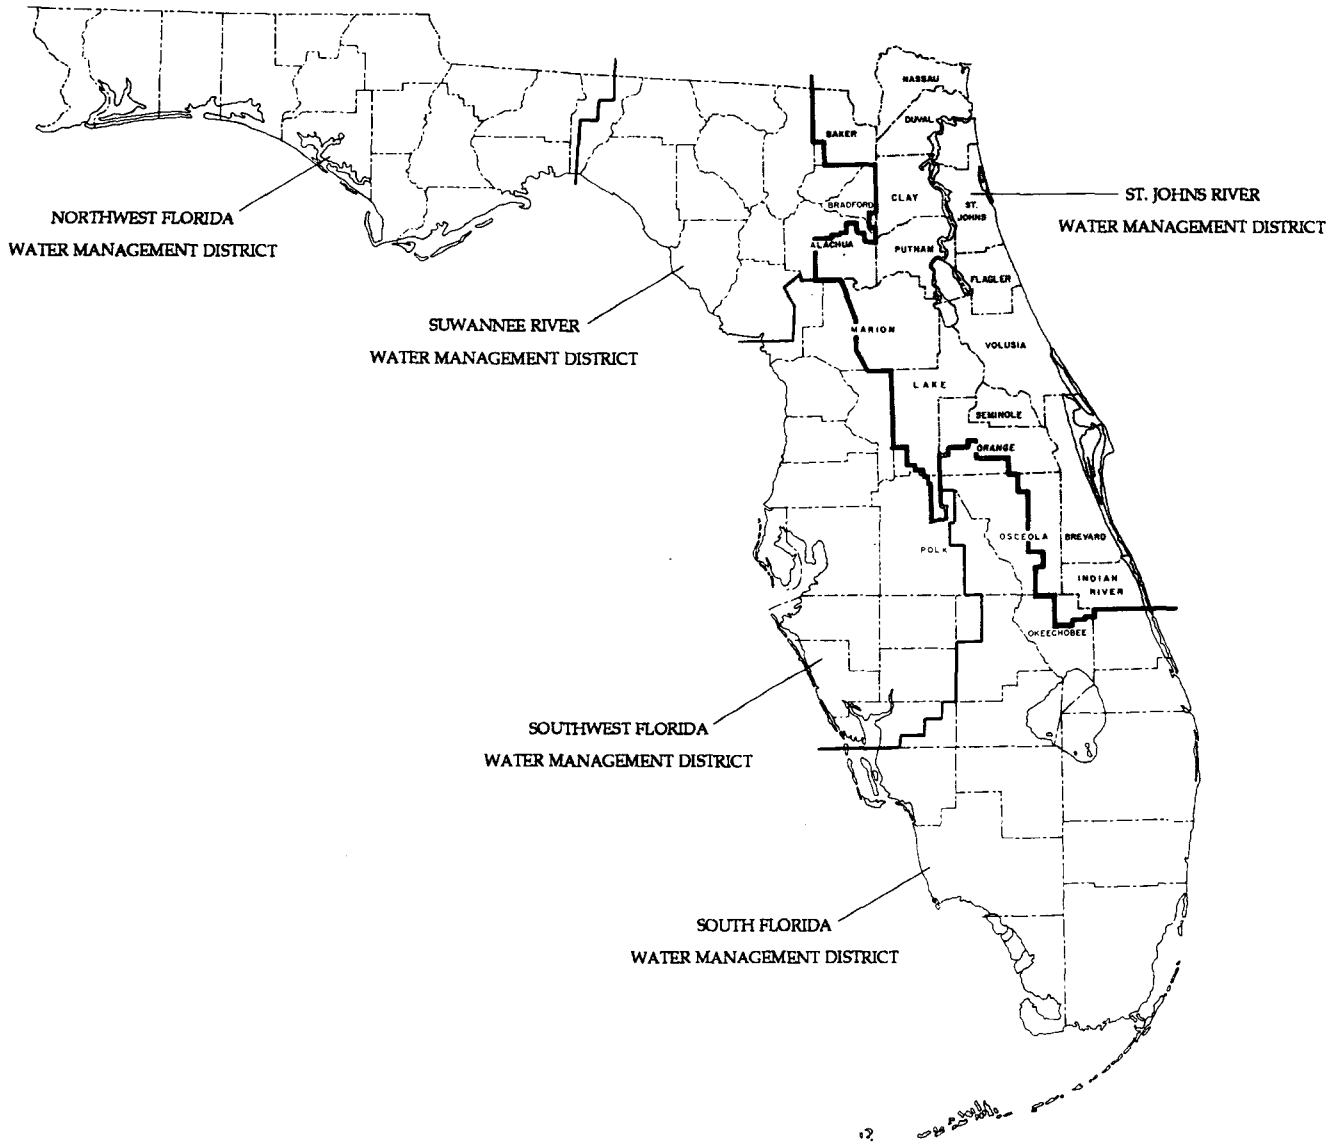 NASSAU
DUVAL
BAKER
ST. JOHNS RIVER
WATER MANAGEMENT DISTRICT
CLAY
BRADFORD
ST.
JOHNS
NORTHWEST FLORIDA
WATER MANAGEMENT DISTRICT
ALACHUA
PUTNAM
FLAGLER
SUWANNEE RIVER
WATER MANAGEMENT DISTRICT
MARION
VOLUSIA
LAKE
SEMINOLE
ORANGE
OSCEOLA
BREVARD
POLK
INDIAN
RIVER
OKEECHOBEE
SOUTHWEST FLORIDA
WATER MANAGEMENT DISTRICT
SOUTH FLORIDA
WATER MANAGEMENT DISTRICT